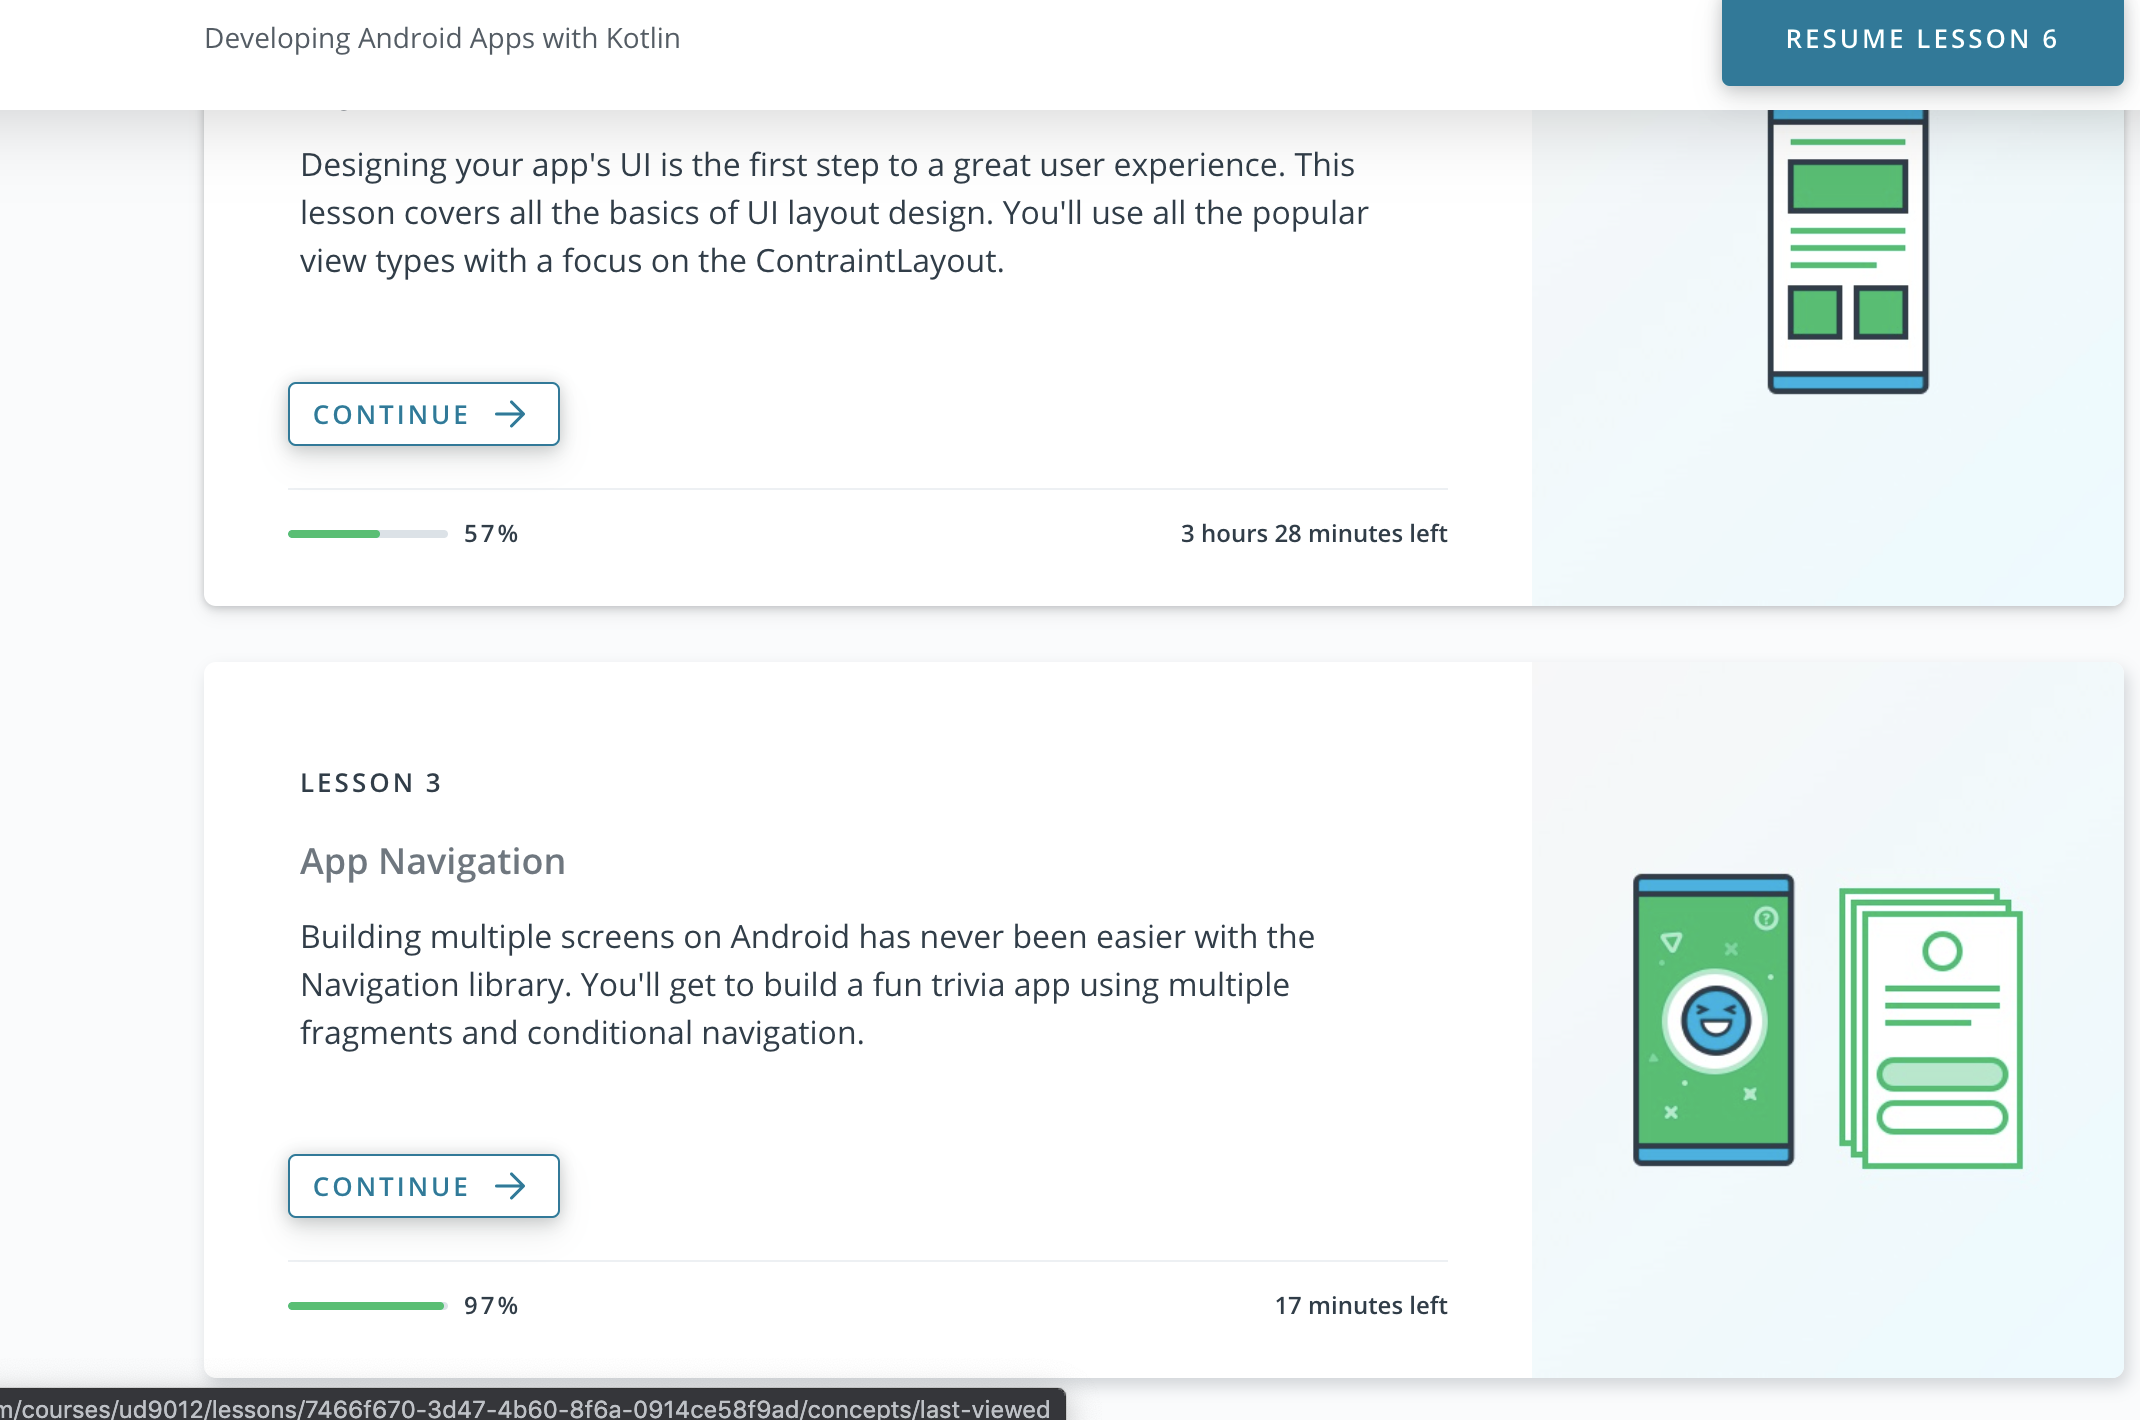 Developing Android Apps with Kotlin
RESUME LESSON 6
Designing your app's UI is the first step to a great user experience. This
lesson covers all the basics of UI layout design. You'll use all the popular
view types with a focus on the ContraintLayout.
CONTINUE
57%
3 hours 28 minutes left
LESSON 3
App Navigation
Building multiple screens on Android has never been easier with the
Navigation library. You'll get to build a fun trivia app using multiple
fragments and conditional navigation.
?
CONTINUE
97%
17 minutes left
m/courses/ud9012/lessons/7466f670-3d47-4b60-8f6a-0914ce58f9ad/concepts/last-viewed